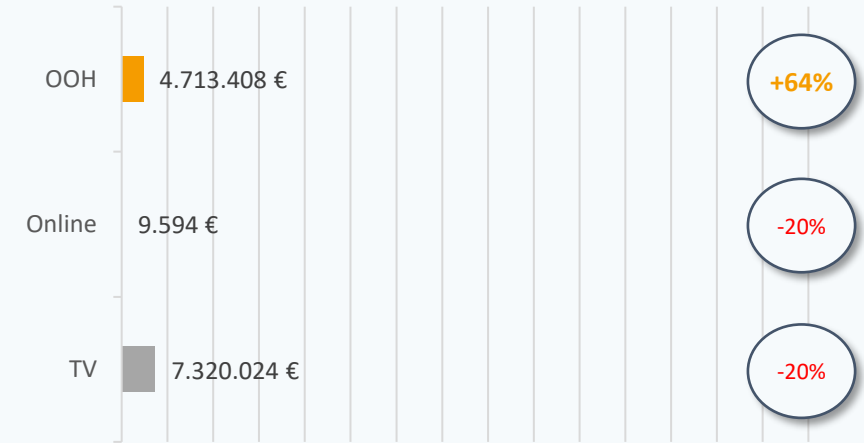 OOH 4.713.408 € +64%
Online 9.594 € -20%
TV 7.320.024 € -20%